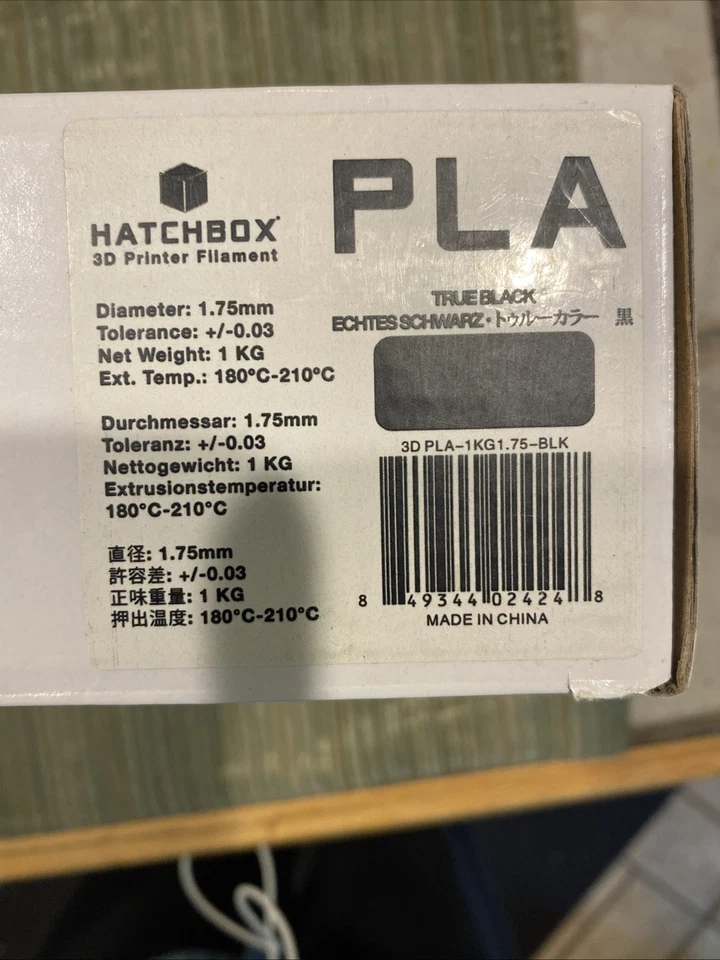 HATCHBOX
3D Printer Filament
Diameter: 1.75mm
Tolerance: +/-0.03
Net Weight: 1 KG
Ext. Temp.: 180°C-210°C
Durchmessar: 1.75mm
Toleranz: +/-0.03
Nettogewicht: 1 KG
Extrusionstemperatur:
180°C-210°C
直径: 1.75mm
許容差: +/-0.03
正味重量: 1 KG
押出温度: 180°C-210°C
PLA
TRUE BLACK
ECHTES SCHWARZ・トゥルーカラー 黒
3D PLA-1KG1.75-BLK
8 49344 02424 8
MADE IN CHINA